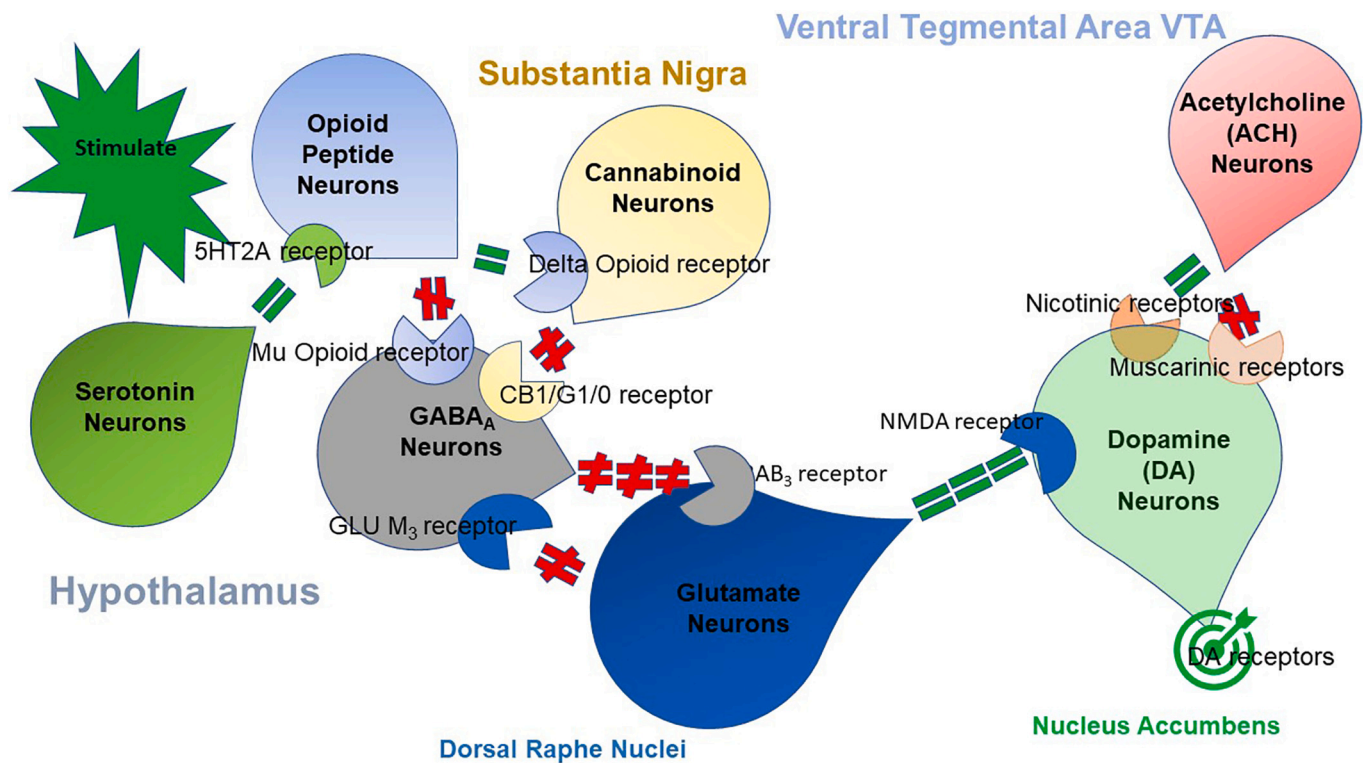 Ventral Tegmental Area VTA
Substantia Nigra
Stimulate
Opioid
Peptide
Neurons
Cannabinoid
Neurons
Acetylcholine
(ACH)
Neurons
5HT2A receptor
Delta Opioid receptor
Nicotinic receptors
Mu Opioid receptor
Muscarinic receptors
Serotonin
Neurons
CB1/G1/0 receptor
GABA_A
Neurons
NMDA receptor
Dopamine
(DA)
Neurons
AB₃ receptor
GLU M₃ receptor
Hypothalamus
Glutamate
Neurons
DA receptors
Nucleus Accumbens
Dorsal Raphe Nuclei